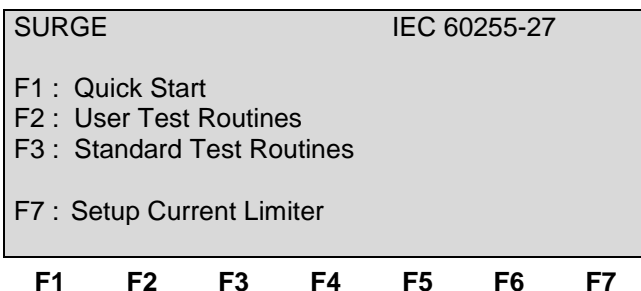 SURGE IEC 60255-27
F1 : Quick Start
F2 : User Test Routines
F3 : Standard Test Routines
F7 : Setup Current Limiter
F1 F2 F3 F4 F5 F6 F7